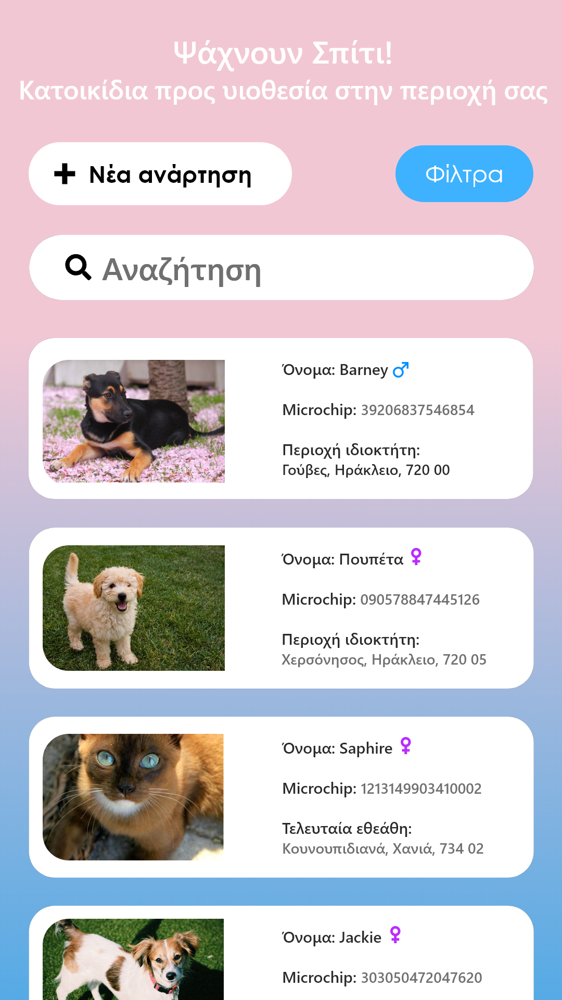 Ψάχνουν Σπίτι!
Κατοικίδια προς υιοθεσία στην περιοχή σας
Νέα ανάρτηση
Φίλτρα
Αναζήτηση
Όνομα: Barney
Microchip: 39206837546854
Περιοχή ιδιοκτήτη:
Γούβες, Ηράκλειο, 720 00
Όνομα: Πουπέτα
Microchip: 090578847445126
Περιοχή ιδιοκτήτη:
Χερσόνησος, Ηράκλειο, 720 05
Όνομα: Saphire
Microchip: 1213149903410002
Τελευταία εθεάθη:
Κουνουπιδιανά, Χανιά, 734 02
Όνομα: Jackie
Microchip: 303050472047620